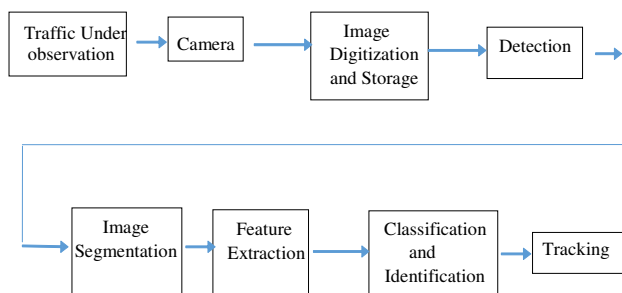 Traffic Under
observation
Camera
Image
Digitization
and Storage
Detection
Image
Segmentation
Feature
Extraction
Classification
and
Identification
Tracking